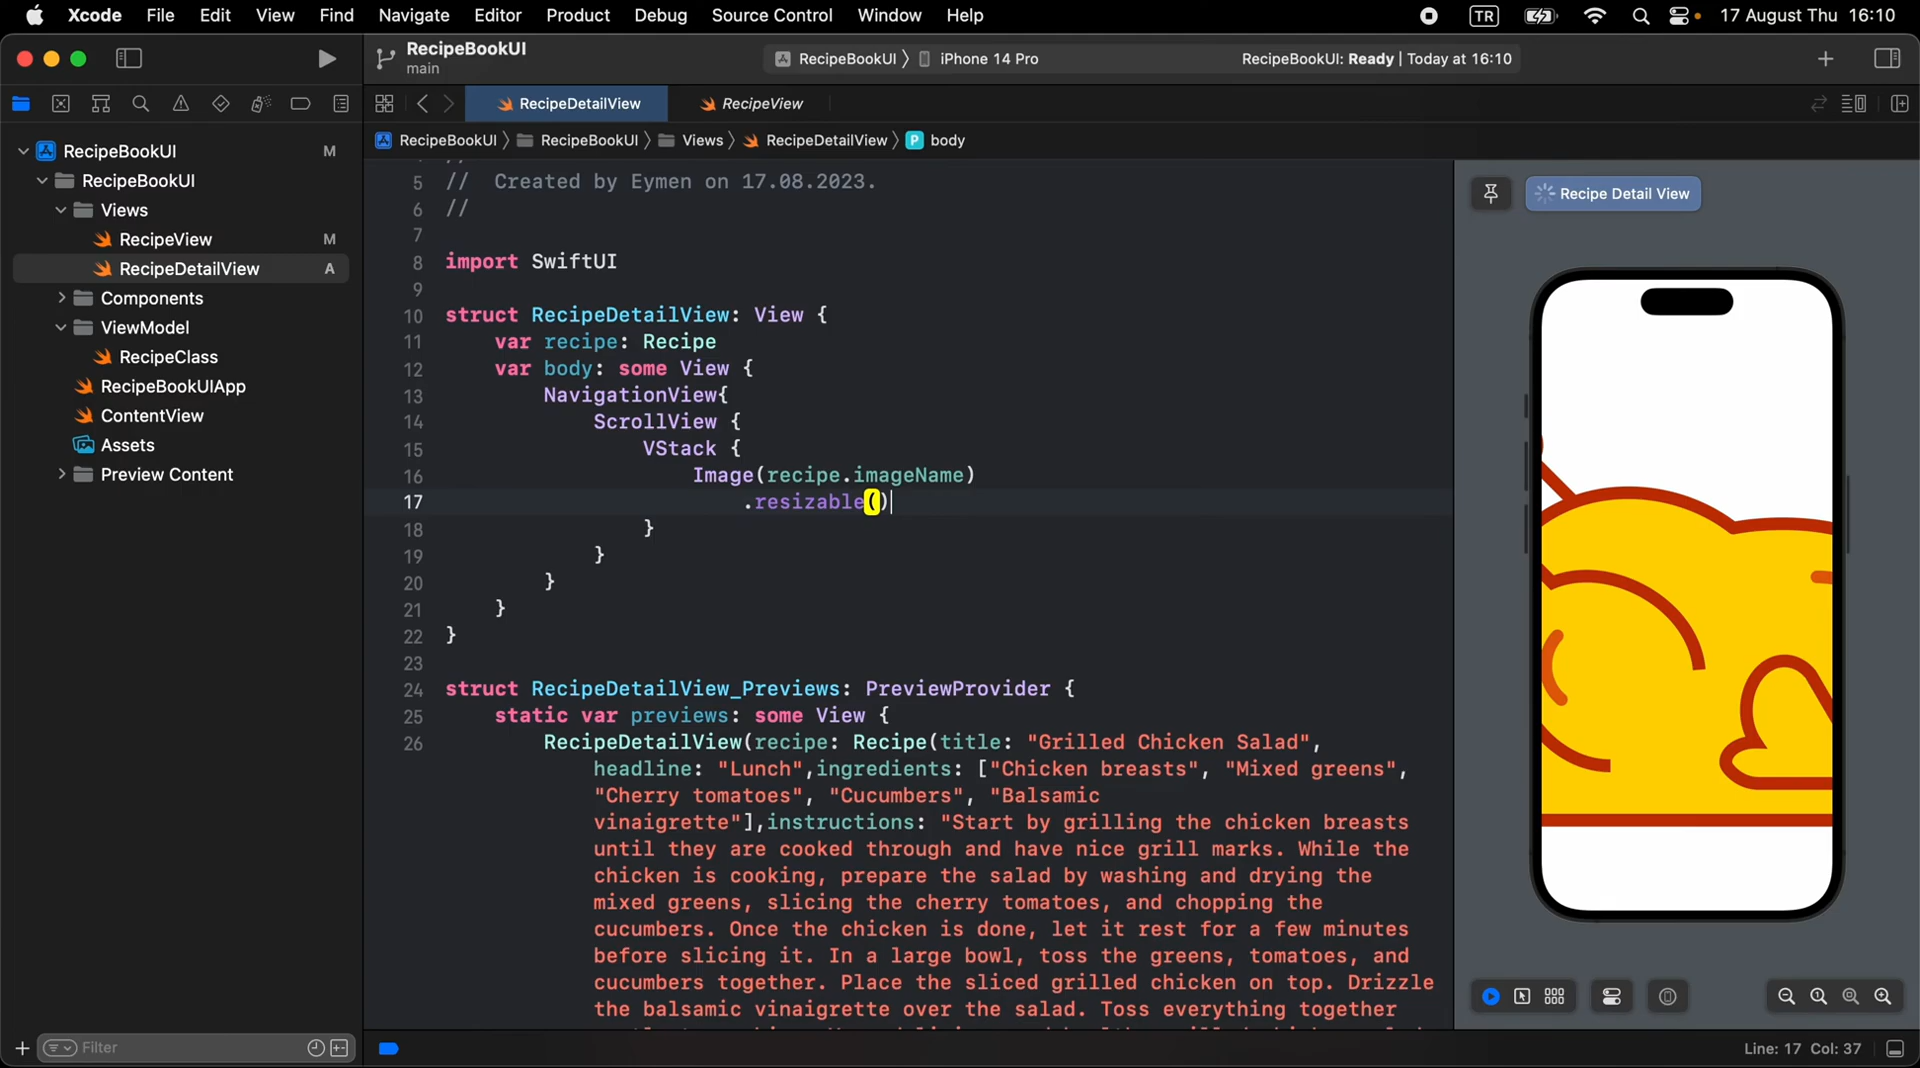 Xcode File Edit View Find Navigate Editor Product Debug Source Control Window Help TR 17 August Thu 16:10
RecipeBookUI
main
RecipeBookUI 〉 iPhone 14 Pro RecipeBookUI: Ready | Today at 16:10
RecipeDetailView RecipeView
RecipeBookUI 〉 RecipeBookUI 〉 Views 〉 RecipeDetailView 〉 P body
RecipeBookUI M
RecipeBookUI
Views
RecipeView M
RecipeDetailView A
Components
ViewModel
RecipeClass
RecipeBookUIApp
ContentView
Assets
Preview Content
Filter
5 // Created by Eymen on 17.08.2023.
6 //
7
8 import SwiftUI
9
10 struct RecipeDetailView: View {
11 var recipe: Recipe
12 var body: some View {
13 NavigationView{
14 ScrollView {
15 VStack {
16 Image(recipe.imageName)
17 .resizable()
18 }
19 }
20 }
21 }
22 }
23
24 struct RecipeDetailView_Previews: PreviewProvider {
25 static var previews: some View {
26 RecipeDetailView(recipe: Recipe(title: "Grilled Chicken Salad",
headline: "Lunch",ingredients: ["Chicken breasts", "Mixed greens",
"Cherry tomatoes", "Cucumbers", "Balsamic
vinaigrette"],instructions: "Start by grilling the chicken breasts
until they are cooked through and have nice grill marks. While the
chicken is cooking, prepare the salad by washing and drying the
mixed greens, slicing the cherry tomatoes, and chopping the
cucumbers. Once the chicken is done, let it rest for a few minutes
before slicing it. In a large bowl, toss the greens, tomatoes, and
cucumbers together. Place the sliced grilled chicken on top. Drizzle
the balsamic vinaigrette over the salad. Toss everything together
Recipe Detail View
Line: 17 Col: 37